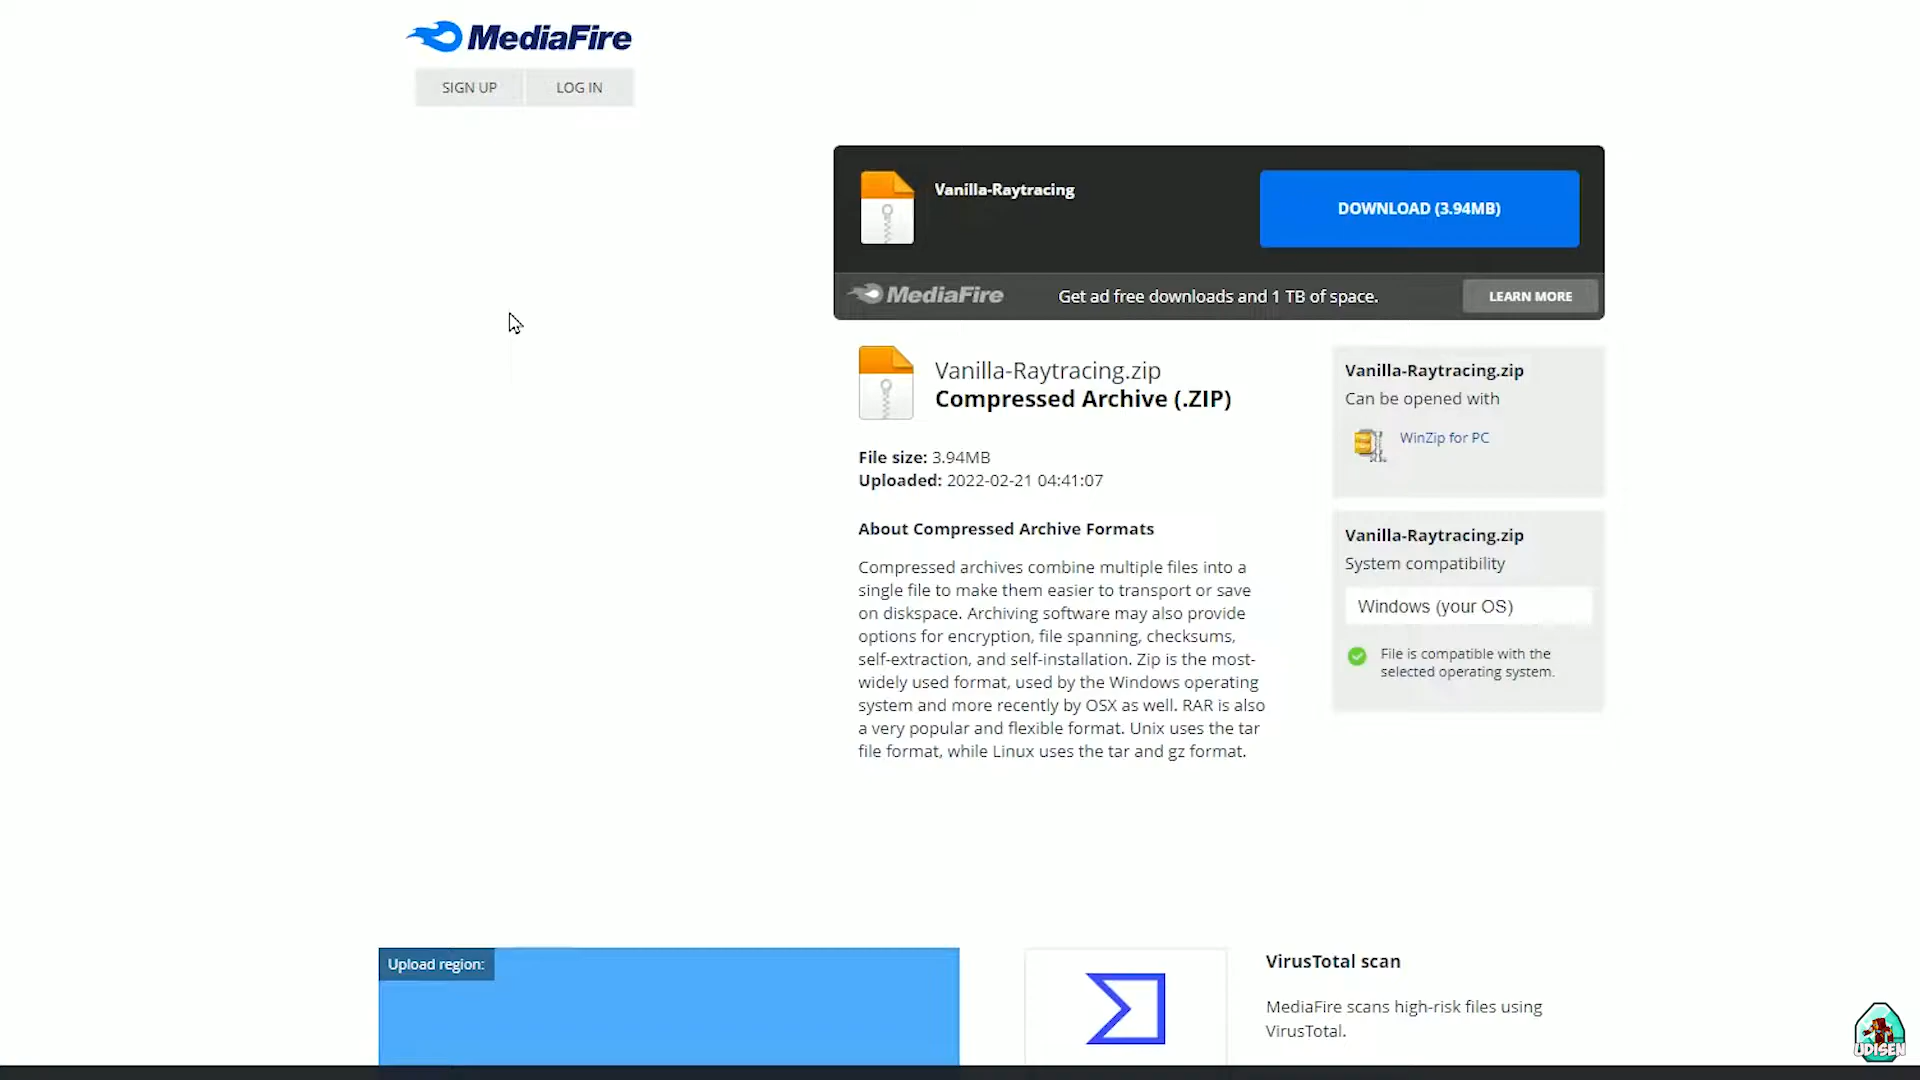 MediaFire
SIGN UP
LOG IN
Vanilla-Raytracing
DOWNLOAD (3.94MB)
MediaFire
Get ad free downloads and 1 TB of space.
LEARN MORE
Vanilla-Raytracing.zip
Compressed Archive (.ZIP)
File size: 3.94MB
Uploaded: 2022-02-21 04:41:07
About Compressed Archive Formats
Compressed archives combine multiple files into a
single file to make them easier to transport or save
on diskspace. Archiving software may also provide
options for encryption, file spanning, checksums,
self-extraction, and self-installation. Zip is the most-
widely used format, used by the Windows operating
system and more recently by OSX as well. RAR is also
a very popular and flexible format. Unix uses the tar
file format, while Linux uses the tar and gz format.
Vanilla-Raytracing.zip
Can be opened with
WinZip for PC
Vanilla-Raytracing.zip
System compatibility
Windows (your OS)
File is compatible with the
selected operating system.
Upload region:
VirusTotal scan
MediaFire scans high-risk files using
VirusTotal.
UDISEN